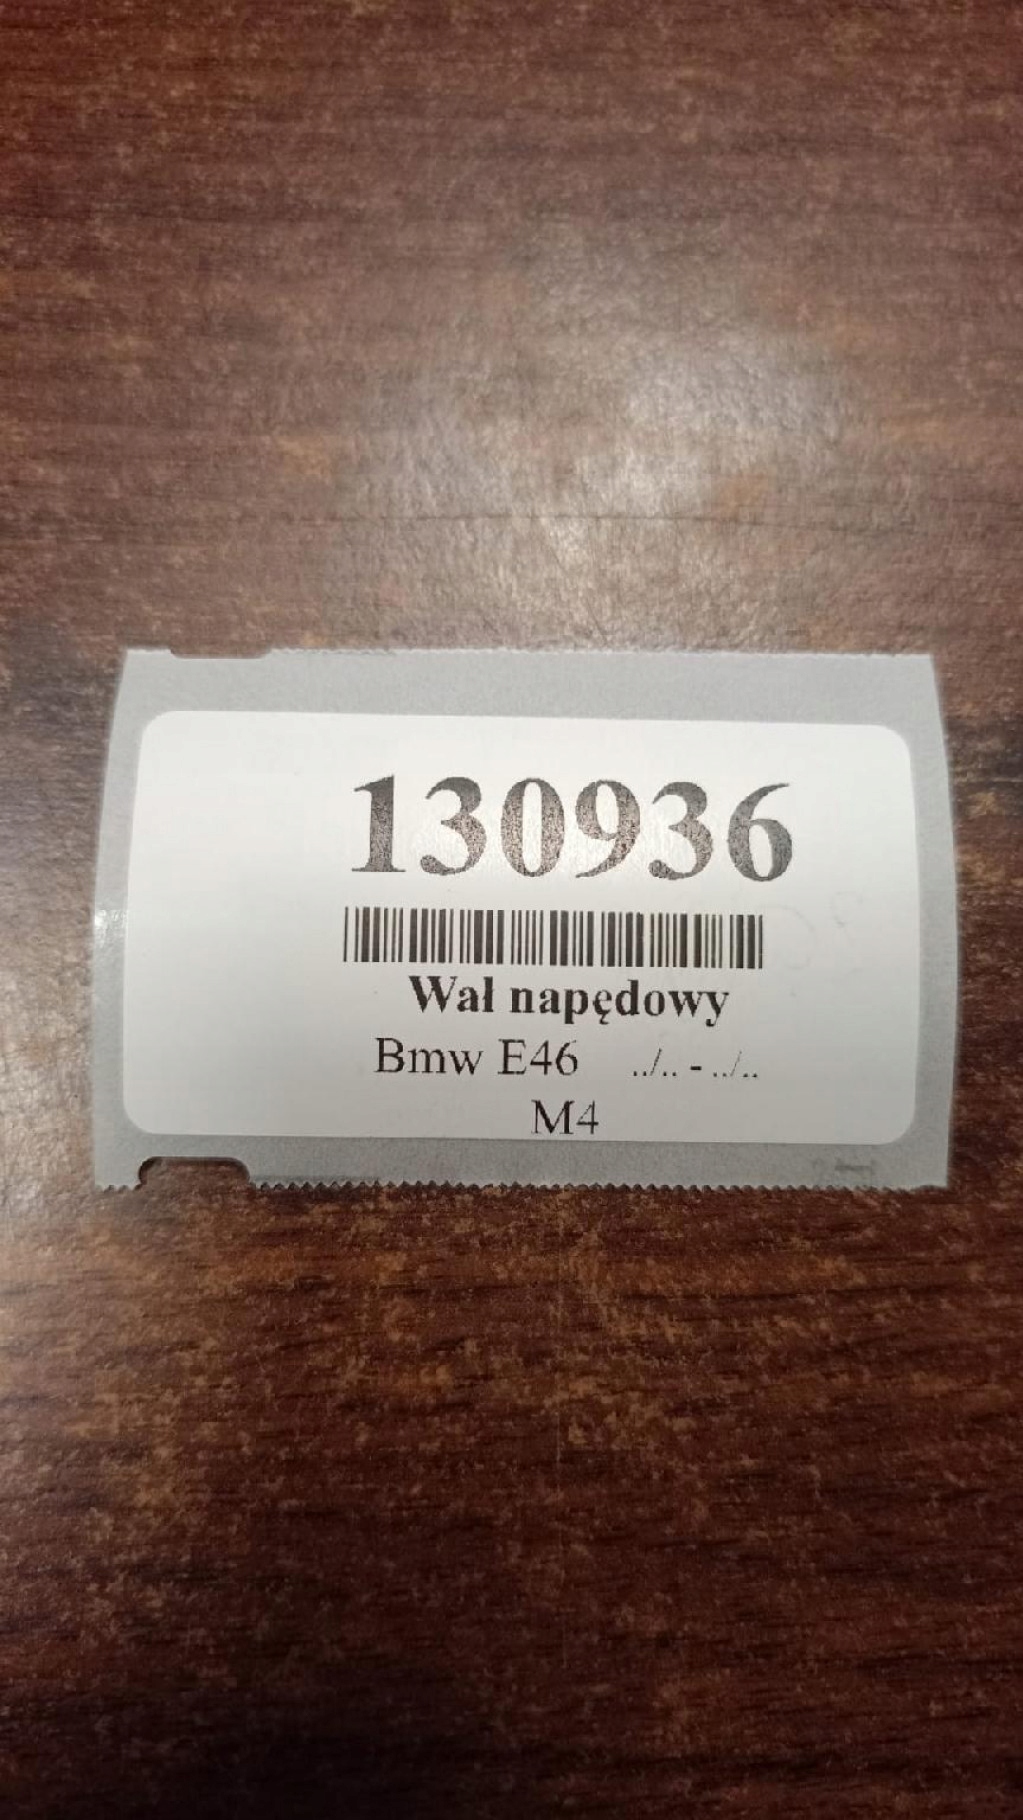 130936
Wał napędowy
Bmw E46 ../.. - ../..
M4